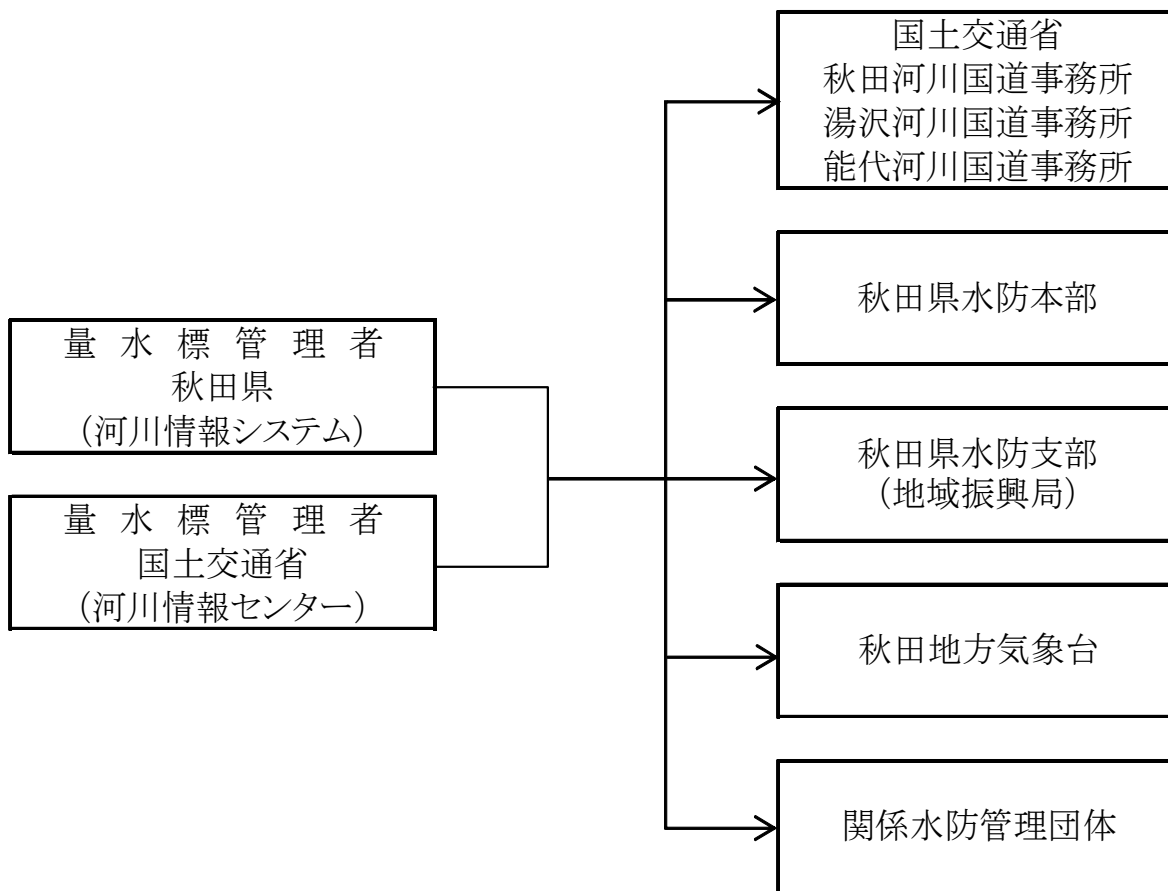 国土交通省
秋田河川国道事務所
湯沢河川国道事務所
能代河川国道事務所
秋田県水防本部
量 水 標 管 理 者
秋田県
(河川情報システム)
秋田県水防支部
(地域振興局)
量 水 標 管 理 者
国土交通省
(河川情報センター)
秋田地方気象台
関係水防管理団体